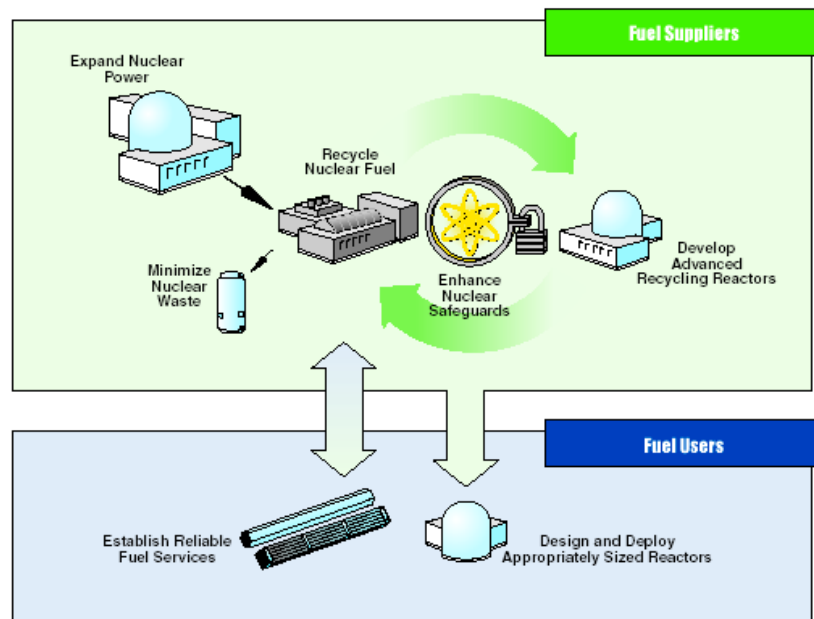 Fuel Suppliers
Expand Nuclear
Power
Recycle
Nuclear Fuel
Minimize
Nuclear
Waste
Enhance
Nuclear
Safeguards
Develop
Advanced
Recycling Reactors
Fuel Users
Establish Reliable
Fuel Services
Design and Deploy
Appropriately Sized Reactors